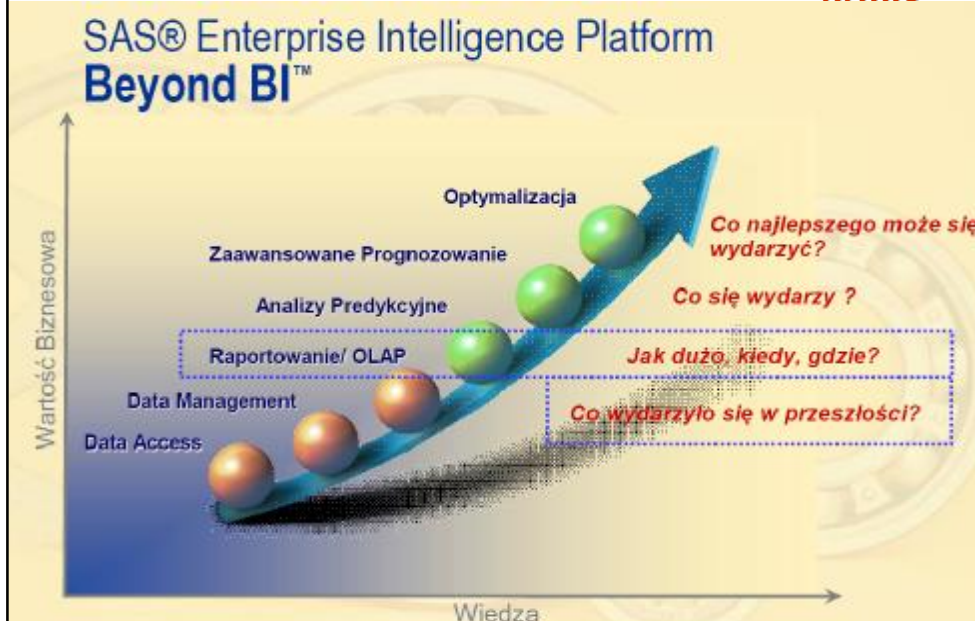 SAS® Enterprise Intelligence Platform
Beyond BI™
Wartość Biznesowa
Optymalizacja
Co najlepszego może się
wydarzyć?
Zaawansowane Prognozowanie
Co się wydarzy ?
Analizy Predykcyjne
Raportowanie/ OLAP
Jak dużo, kiedy, gdzie?
Data Management
Co wydarzyło się w przeszłości?
Data Access
Wiedza